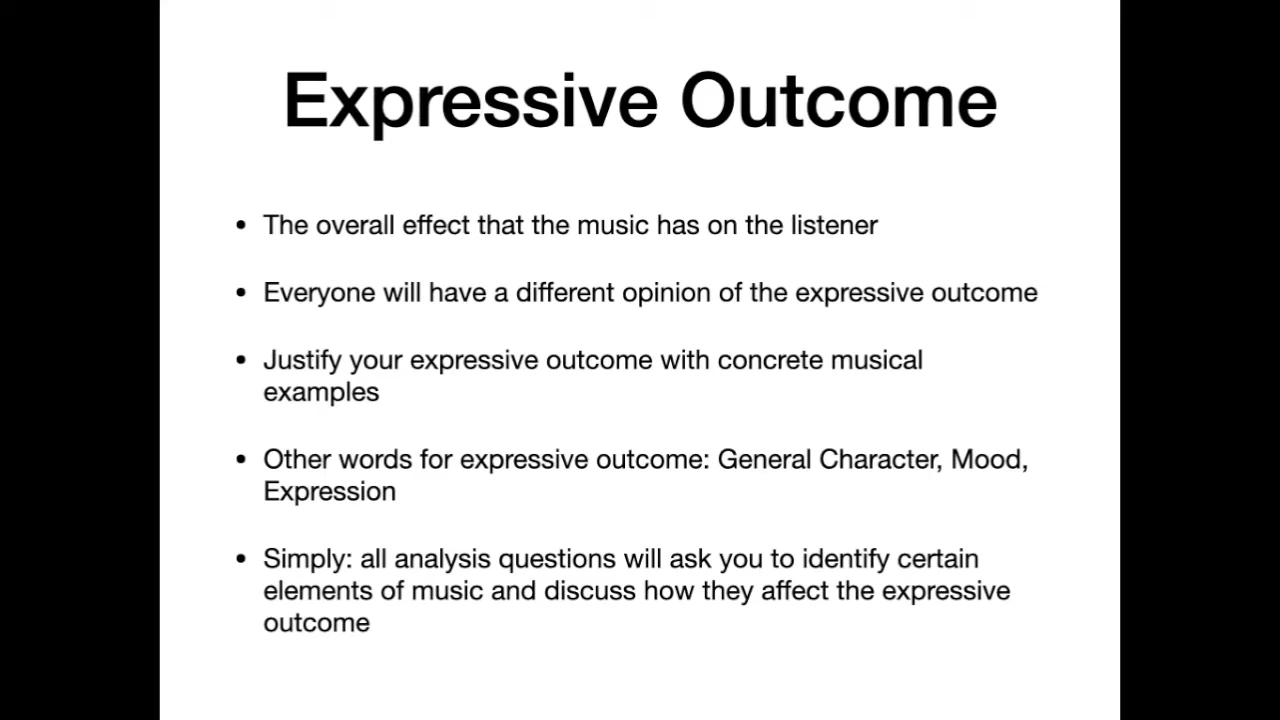 Expressive Outcome
• The overall effect that the music has on the listener
• Everyone will have a different opinion of the expressive outcome
• Justify your expressive outcome with concrete musical
examples
• Other words for expressive outcome: General Character, Mood,
Expression
• Simply: all analysis questions will ask you to identify certain
elements of music and discuss how they affect the expressive
outcome